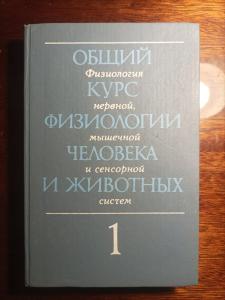 ОБЩИЙ
Физиология
КУРС
нервной,
ФИЗИОЛОГИИ
мышечной
ЧЕЛОВЕКА
и сенсорной
И ЖИВОТНЫХ
систем
1